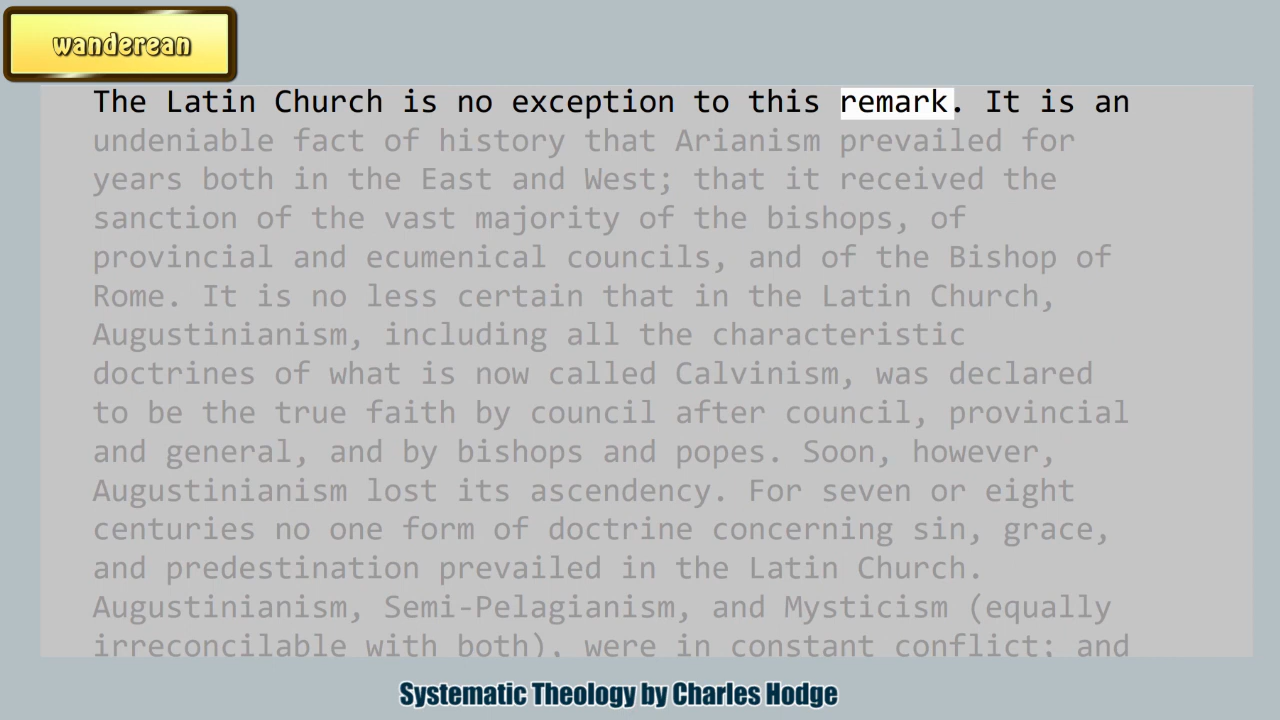 wanderean
The Latin Church is no exception to this remark. It is an
undeniable fact of history that Arianism prevailed for
years both in the East and West; that it received the
sanction of the vast majority of the bishops, of
provincial and ecumenical councils, and of the Bishop of
Rome. It is no less certain that in the Latin Church,
Augustinianism, including all the characteristic
doctrines of what is now called Calvinism, was declared
to be the true faith by council after council, provincial
and general, and by bishops and popes. Soon, however,
Augustinianism lost its ascendency. For seven or eight
centuries no one form of doctrine concerning sin, grace,
and predestination prevailed in the Latin Church.
Augustinianism, Semi-Pelagianism, and Mysticism (equally
irreconcilable with both), were in constant conflict; and
Systematic Theology by Charles Hodge